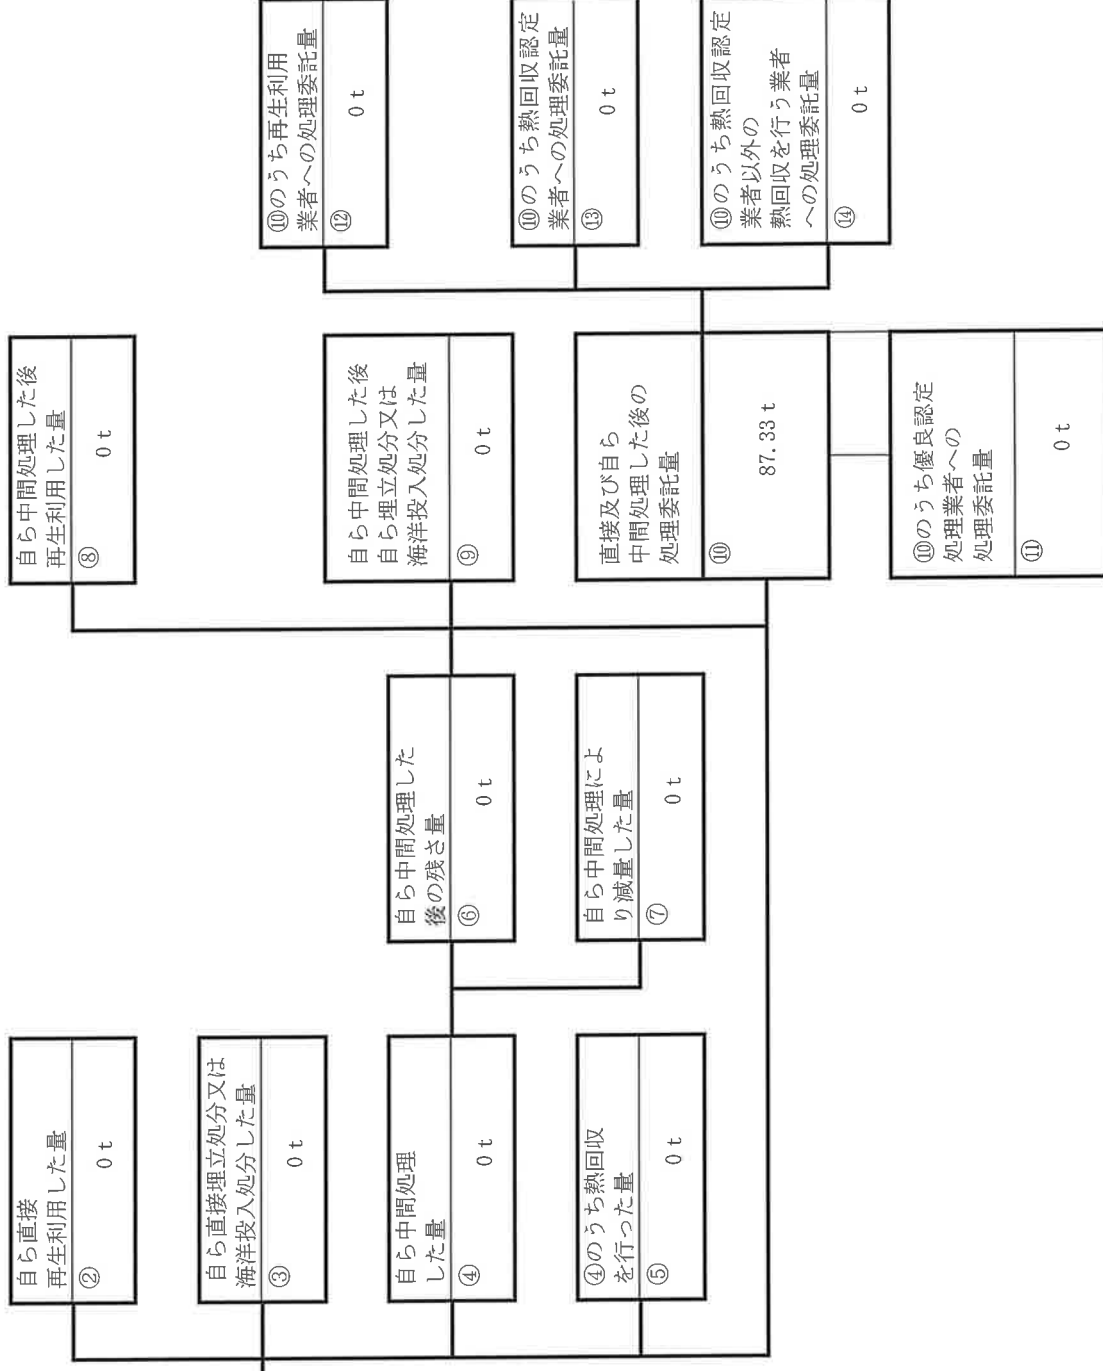 自ら直接
再生利用した量
②
0 t
自ら直接埋立処分又は
海洋投入処分した量
③
0 t
自ら中間処理
した量
④
0 t
④のうち熱回収
を行った量
⑤
0 t
自ら中間処理した
後の残さ量
⑥
0 t
自ら中間処理によ
り減量した量
⑦
0 t
自ら中間処理した後
再生利用した量
⑧
0 t
自ら中間処理した後
自ら埋立処分又は
海洋投入処分した量
⑨
0 t
直接及び自ら
中間処理した後の
処理委託量
⑩
87.33 t
⑩のうち優良認定
処理業者への
処理委託量
⑪
0 t
⑩のうち再生利用
業者への処理委託量
⑫
0 t
⑩のうち熱回収認定
業者への処理委託量
⑬
0 t
⑩のうち熱回収認定
業者以外の
熱回収を行う業者
への処理委託量
⑭
0 t